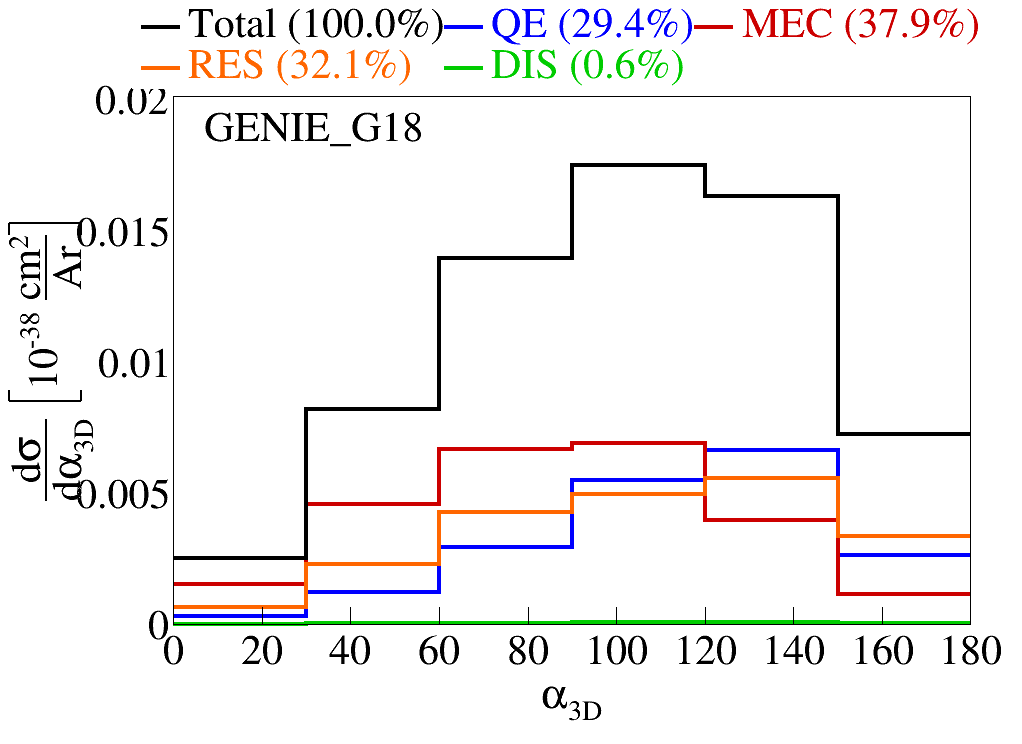 Total (100.0%) QE (29.4%) MEC (37.9%)
RES (32.1%) DIS (0.6%)
GENIE_G18
0.02
0.015
0.01
0.005
0
dσ/dα3D [10-38 cm2/Ar]
0 20 40 60 80 100 120 140 160 180
α3D